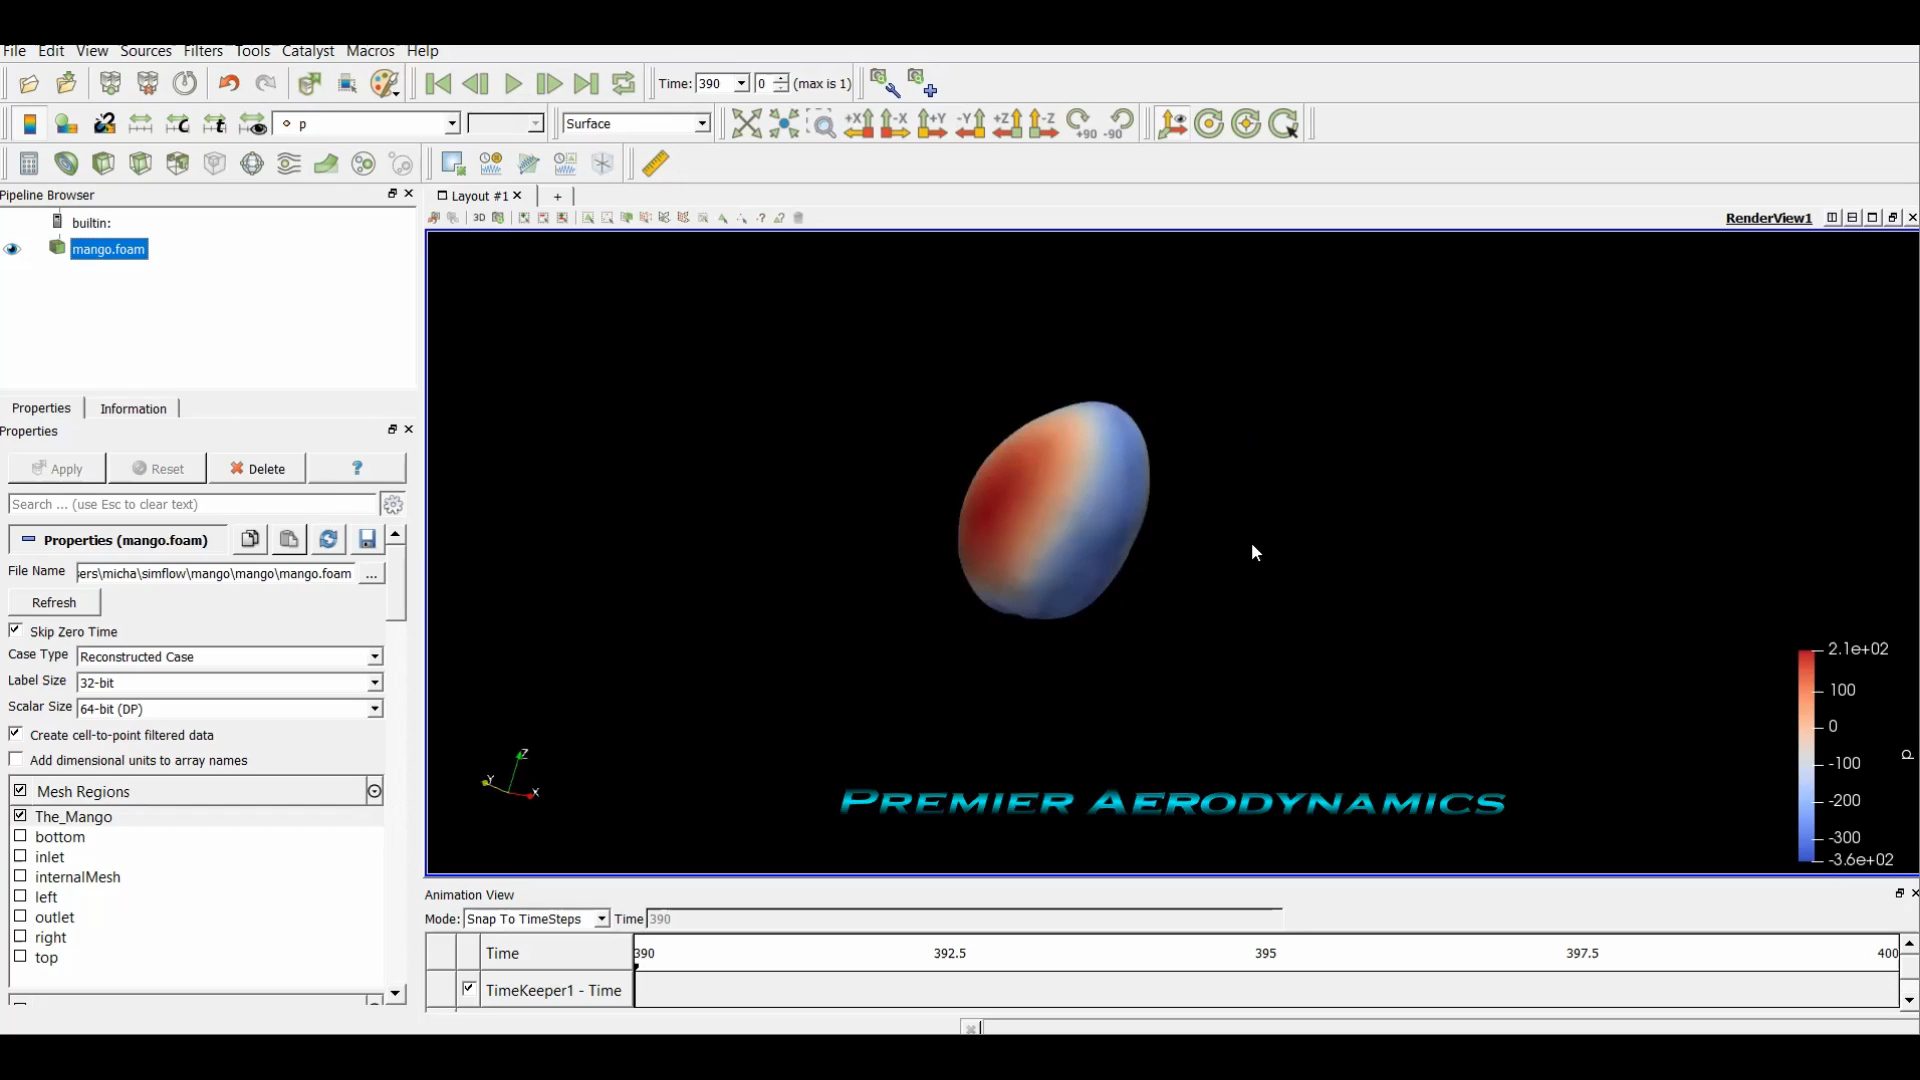 File Edit View Sources Filters Tools Catalyst Macros Help
Time: 390 0 (max is 1)
p Surface +X -X +Y -Y +Z -Z +90 -90
Pipeline Browser
Layout #1 +
3D RenderView1
builtin:
mango.foam
Properties Information
Properties
Apply Reset Delete ?
Search ... (use Esc to clear text)
Properties (mango.foam)
File Name ers\micha\simflow\mango\mango\mango.foam ...
Refresh
Skip Zero Time
Case Type Reconstructed Case
Label Size 32-bit
Scalar Size 64-bit (DP)
Create cell-to-point filtered data
Add dimensional units to array names
Mesh Regions
The_Mango
bottom
inlet
internalMesh
left
outlet
right
top
Z
Y
X
PREMIER AERODYNAMICS
2.1e+02
100
0
-100
-200
-300
-3.6e+02
p
Animation View
Mode: Snap To TimeSteps Time 390
Time 390 392.5 395 397.5 400
TimeKeeper1 - Time